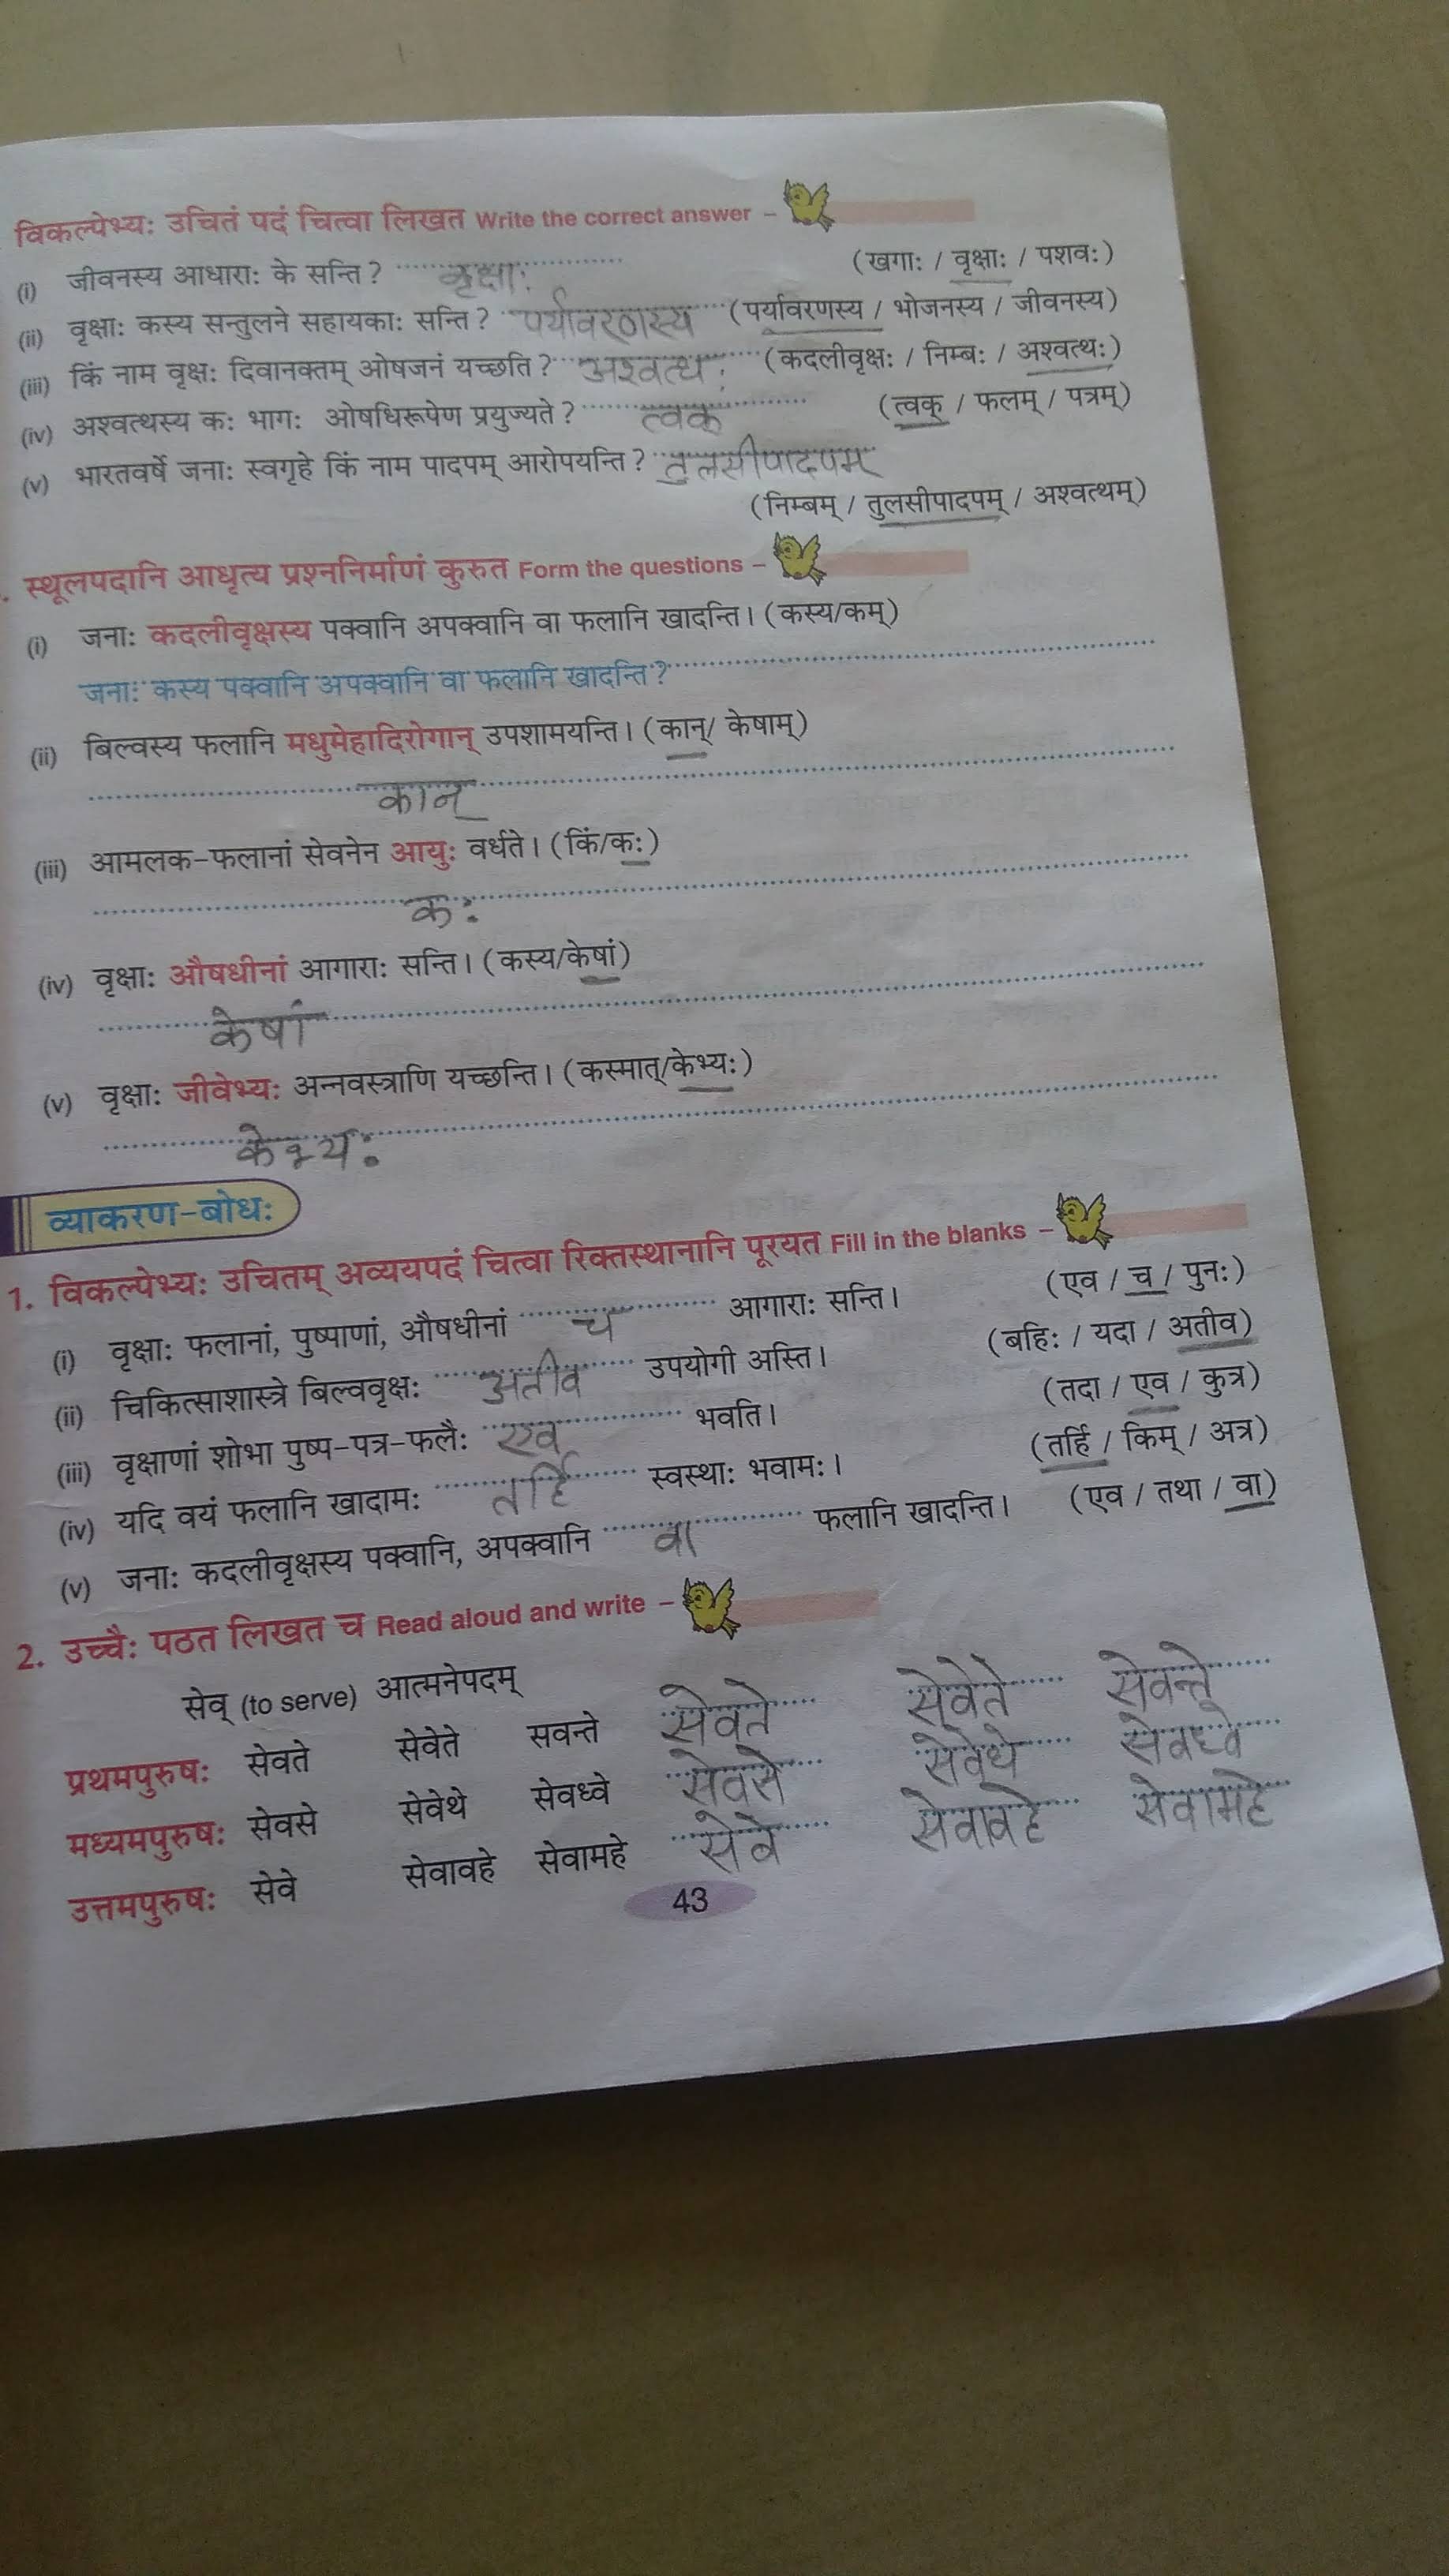 विकल्पेभ्यः उचितं पदं चित्वा लिखत Write the correct answer –
(i) जीवनस्य आधाराः के सन्ति? वृक्षाः (खगाः / वृक्षाः / पशवः)
(ii) वृक्षाः कस्य सन्तुलने सहायकाः सन्ति? पर्यावरणस्य (पर्यावरणस्य / भोजनस्य / जीवनस्य)
(iii) किं नाम वृक्षः दिवानक्तम् ओषजनं यच्छति? अश्वत्थः (कदलीवृक्षः / निम्बः / अश्वत्थः)
(iv) अश्वत्थस्य कः भागः ओषधिरूपेण प्रयुज्यते? त्वक् (त्वक् / फलम् / पत्रम्)
(v) भारतवर्षे जनाः स्वगृहे किं नाम पादपम् आरोपयन्ति? तुलसीपादपम्
(निम्बम् / तुलसीपादपम् / अश्वत्थम्)
स्थूलपदानि आधृत्य प्रश्ननिर्माणं कुरुत Form the questions –
(i) जनाः कदलीवृक्षस्य पक्वानि अपक्वानि वा फलानि खादन्ति। (कस्य/कम्)
जनाः कस्य पक्वानि अपक्वानि वा फलानि खादन्ति?
(ii) बिल्वस्य फलानि मधुमेहादिरोगान् उपशामयन्ति। (कान्/ केषाम्)
कान्
(iii) आमलक-फलानां सेवनेन आयुः वर्धते। (किं/कः)
कः
(iv) वृक्षाः औषधीनां आगाराः सन्ति। (कस्य/केषां)
केषां
(v) वृक्षाः जीवेभ्यः अन्नवस्त्राणि यच्छन्ति। (कस्मात्/केभ्यः)
केभ्यः
व्याकरण-बोधः
1. विकल्पेभ्यः उचितम् अव्ययपदं चित्वा रिक्तस्थानानि पूरयत Fill in the blanks –
(i) वृक्षाः फलानां, पुष्पाणां, औषधीनां च आगाराः सन्ति। (एव / च / पुनः)
(ii) चिकित्साशास्त्रे बिल्ववृक्षः अतीव उपयोगी अस्ति। (बहिः / यदा / अतीव)
(iii) वृक्षाणां शोभा पुष्प-पत्र-फलैः एव भवति। (तदा / एव / कुत्र)
(iv) यदि वयं फलानि खादामः तर्हि स्वस्थाः भवामः। (तर्हि / किम् / अत्र)
(v) जनाः कदलीवृक्षस्य पक्वानि, अपक्वानि वा फलानि खादन्ति। (एव / तथा / वा)
2. उच्चैः पठत लिखत च Read aloud and write –
सेव् (to serve) आत्मनेपदम्
प्रथमपुरुषः सेवते सेवेते सवन्ते सेवते सेवेते सेवन्ते
मध्यमपुरुषः सेवसे सेवेथे सेवध्वे सेवसे सेवेथे सेवध्वे
उत्तमपुरुषः सेवे सेवावहे सेवामहे सेवे सेवावहे सेवामहे
43